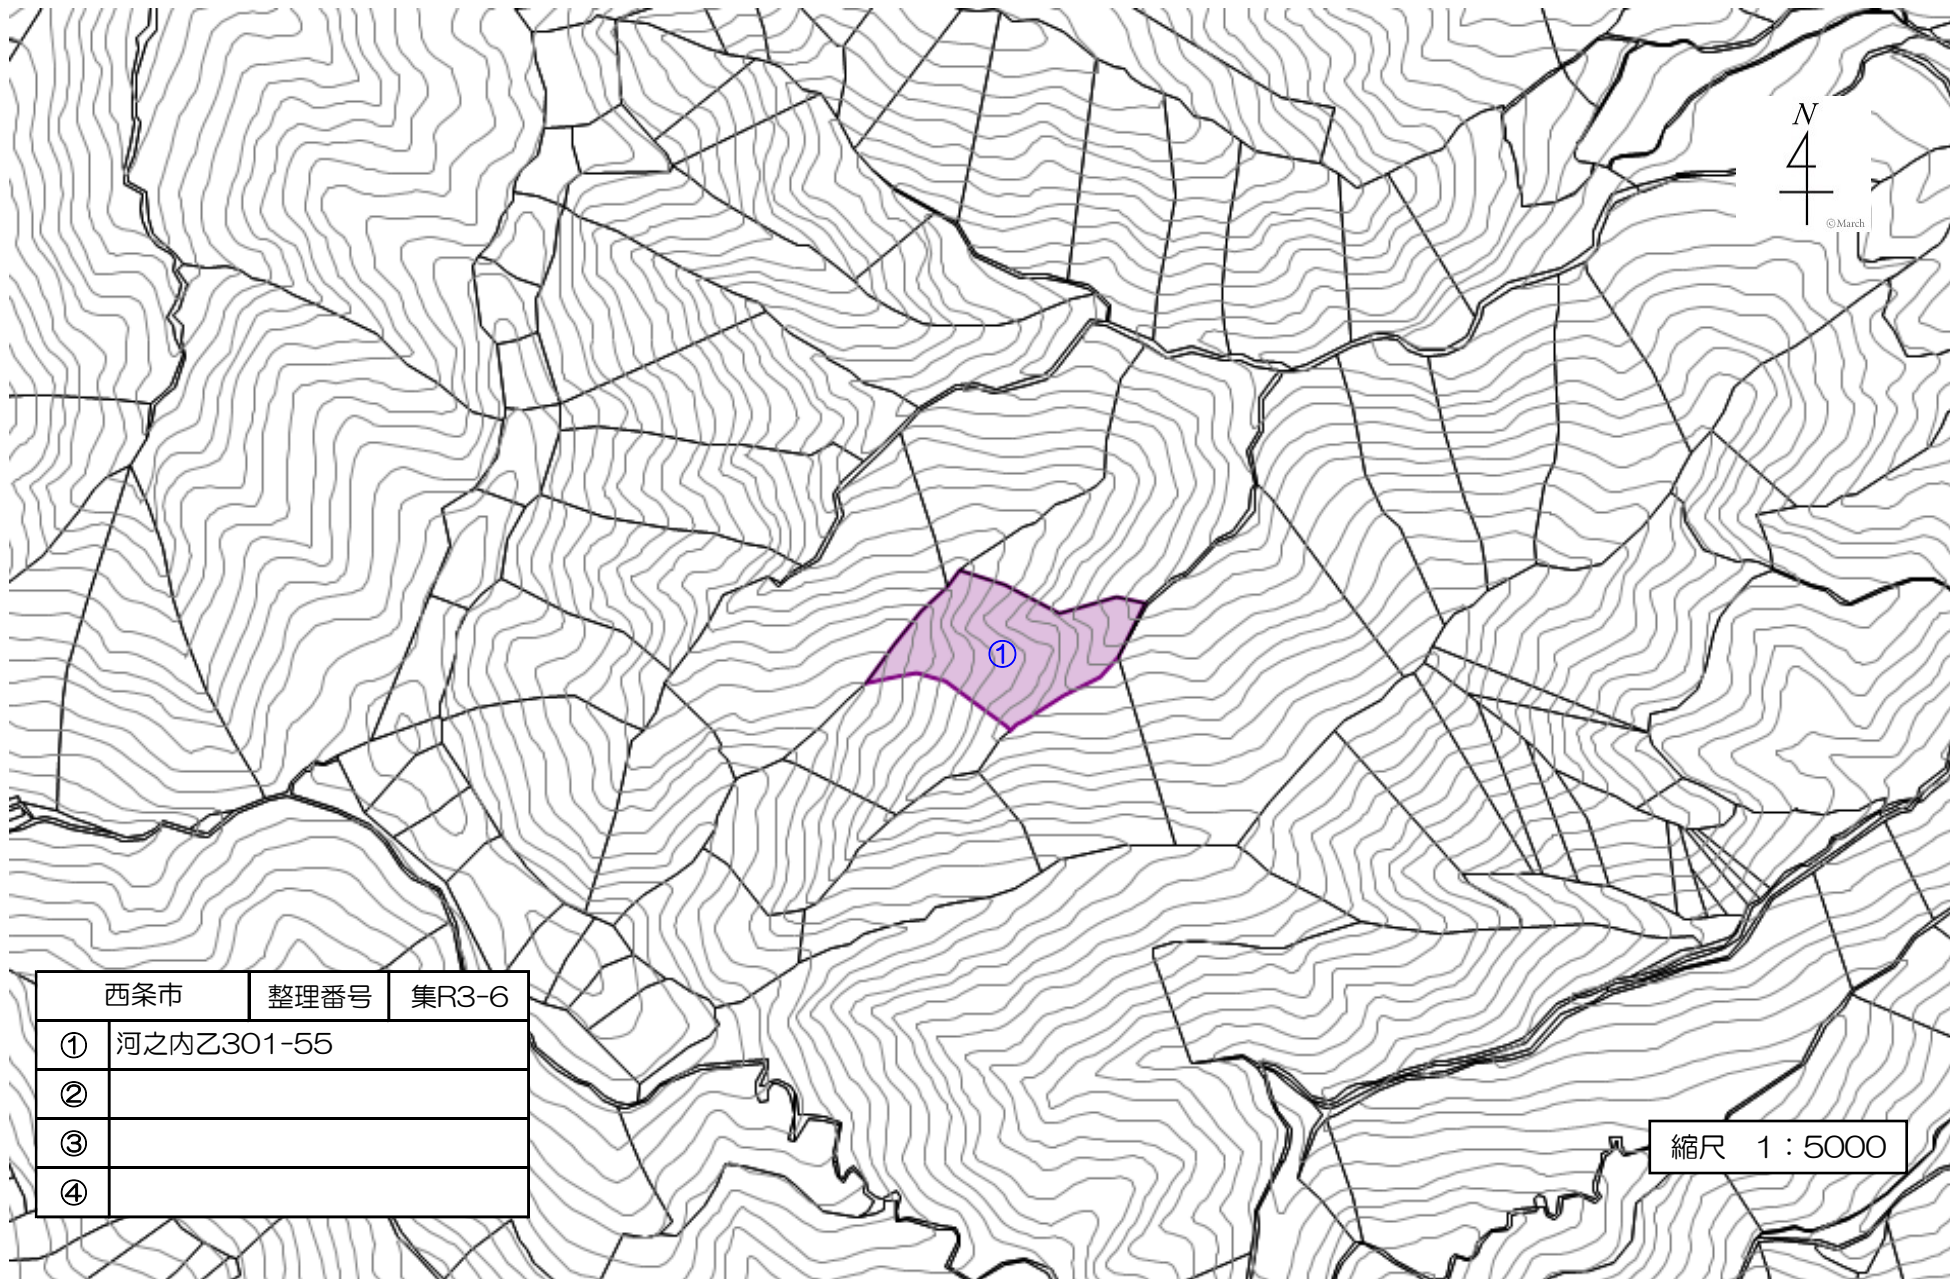 N
©March
①
西条市 整理番号 集R3-6
① 河之内乙301-55
②
③
④
縮尺 1：5000